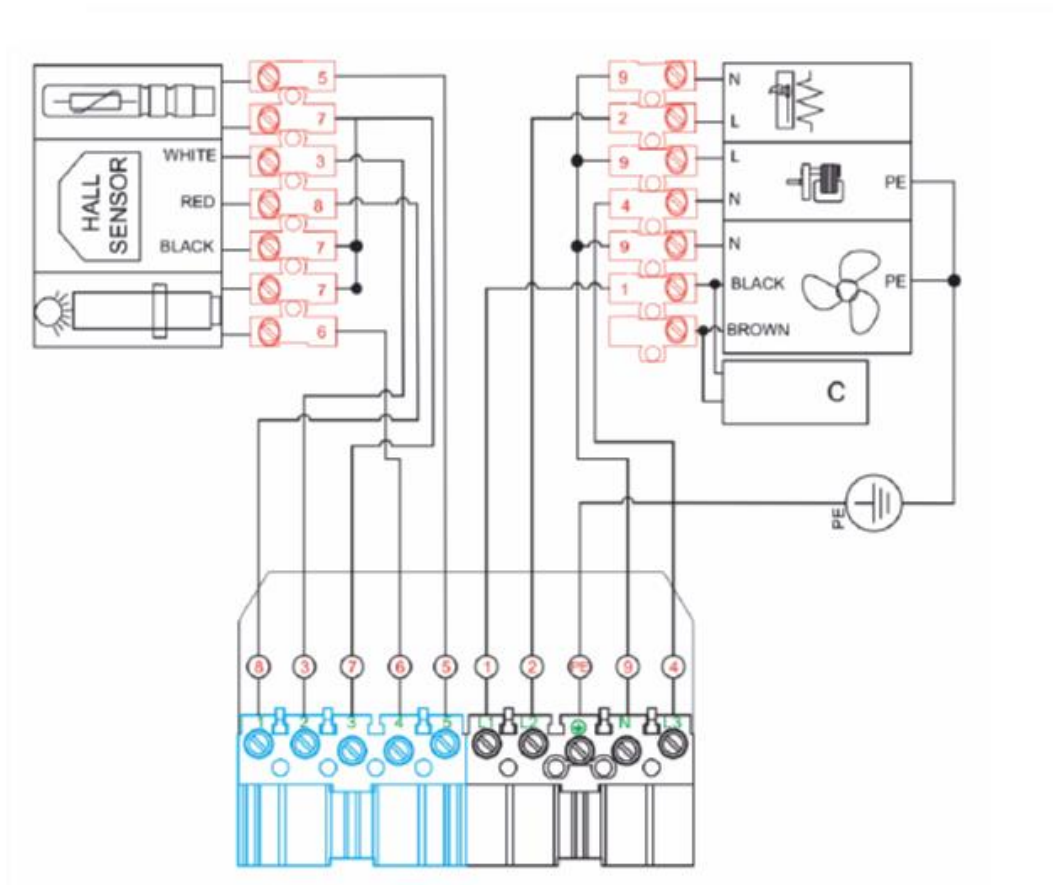 5
7
WHITE 3
RED 8
BLACK 7
7
6
HALL
SENSOR
9 N
2 L
9 L
4 N
PE
9 N
1 BLACK
PE
BROWN
C
PE
8 3 7 6 5 1 2 PE 9 4
1 2 3 4 5 L1 L2 N L3